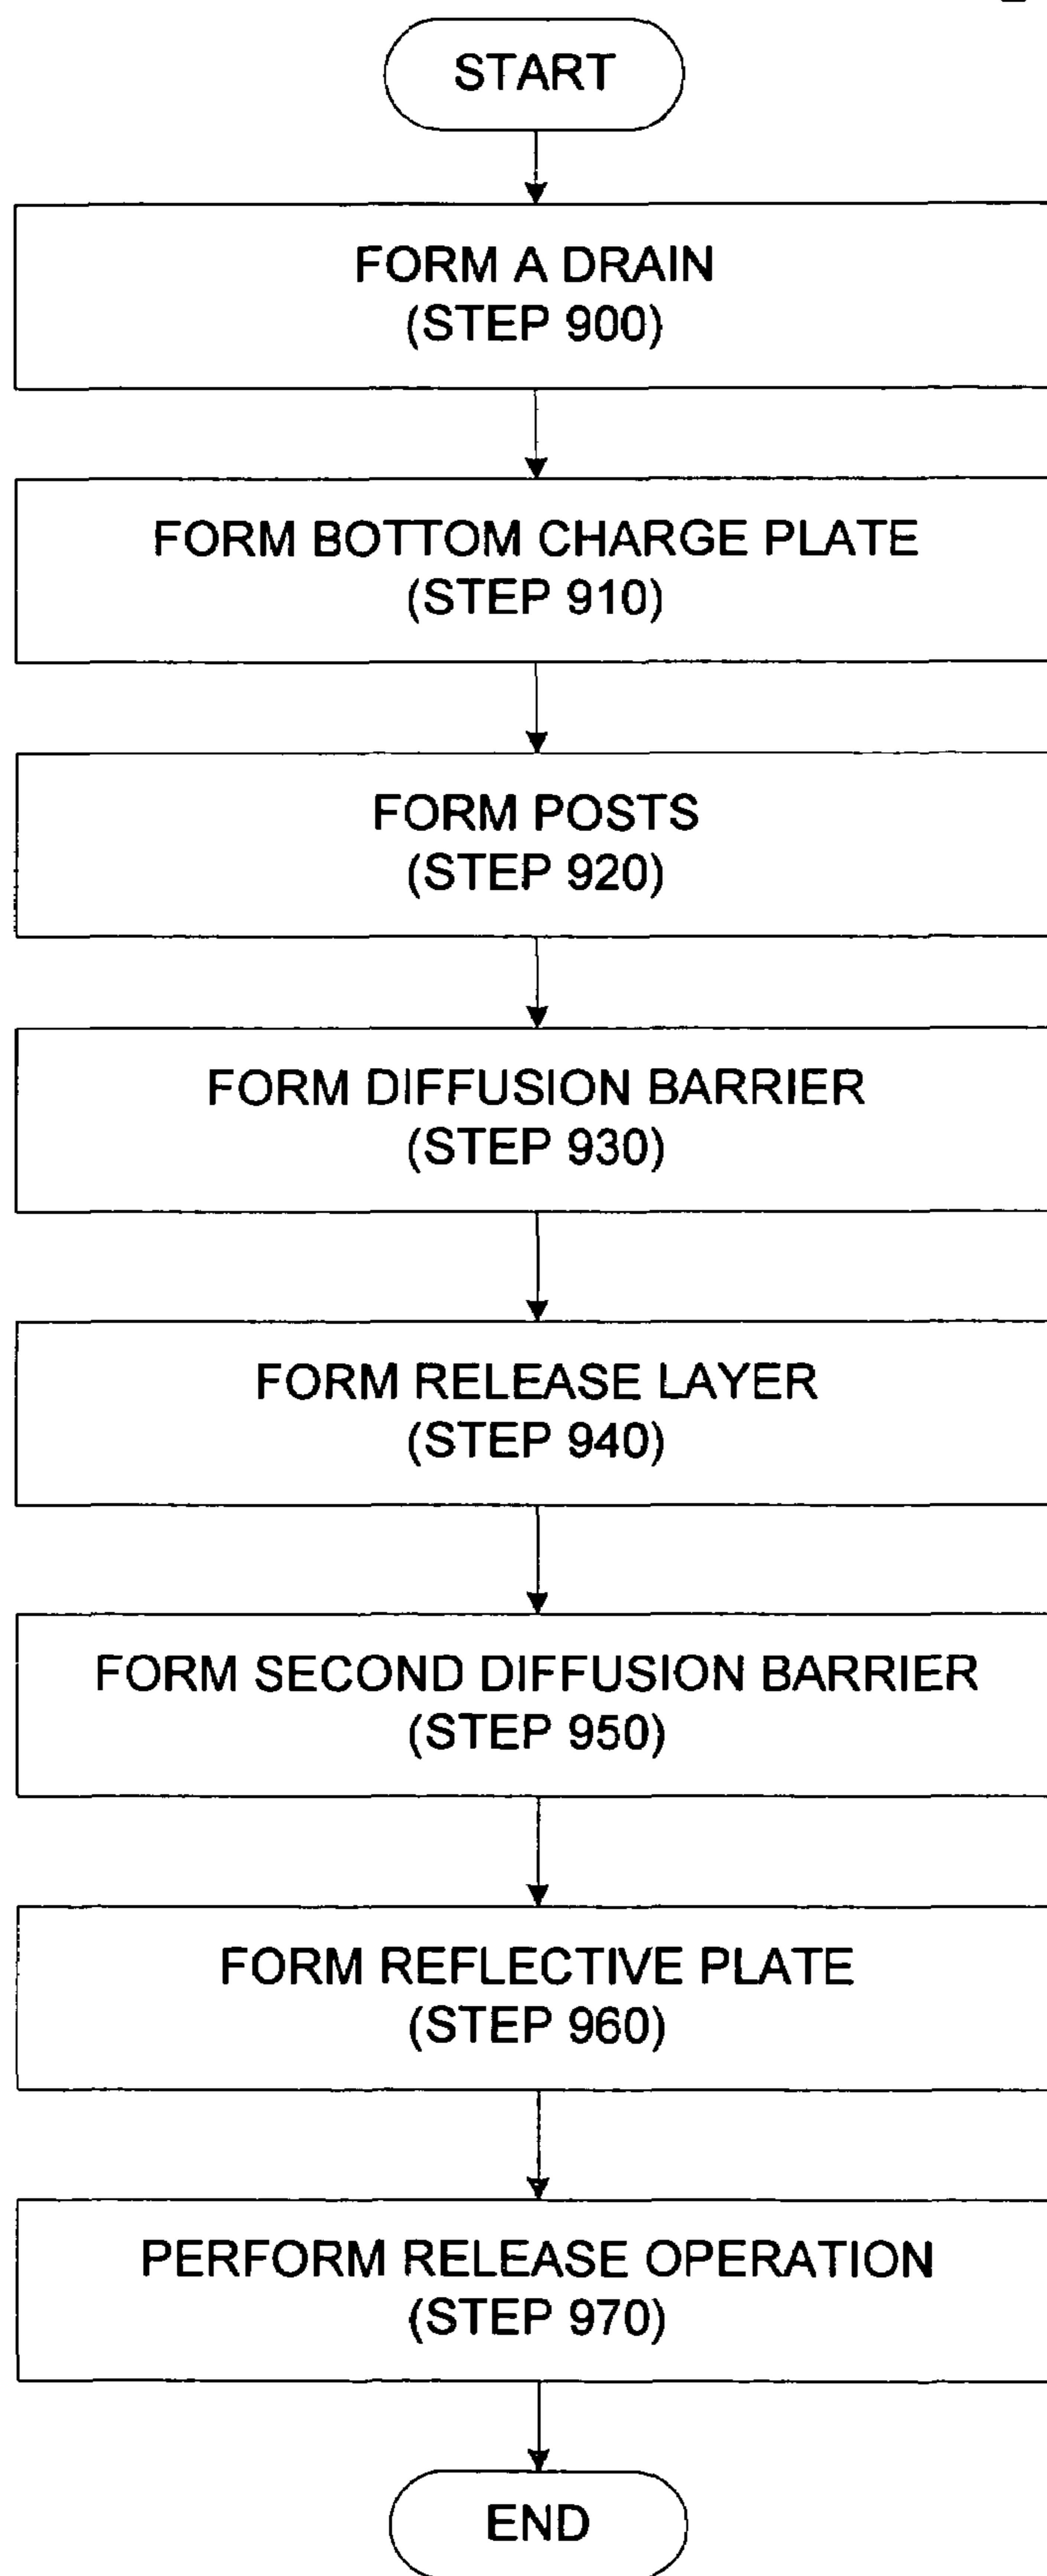 START
FORM A DRAIN
(STEP 900)
FORM BOTTOM CHARGE PLATE
(STEP 910)
FORM POSTS
(STEP 920)
FORM DIFFUSION BARRIER
(STEP 930)
FORM RELEASE LAYER
(STEP 940)
FORM SECOND DIFFUSION BARRIER
(STEP 950)
FORM REFLECTIVE PLATE
(STEP 960)
PERFORM RELEASE OPERATION
(STEP 970)
END